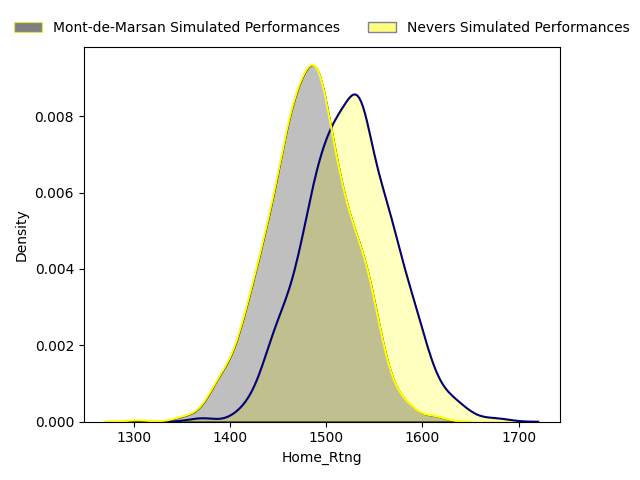 Mont-de-Marsan Simulated Performances Nevers Simulated Performances
0.008
0.006
0.004
0.002
0.000
Density
1300 1400 1500 1600 1700
Home_Rtng